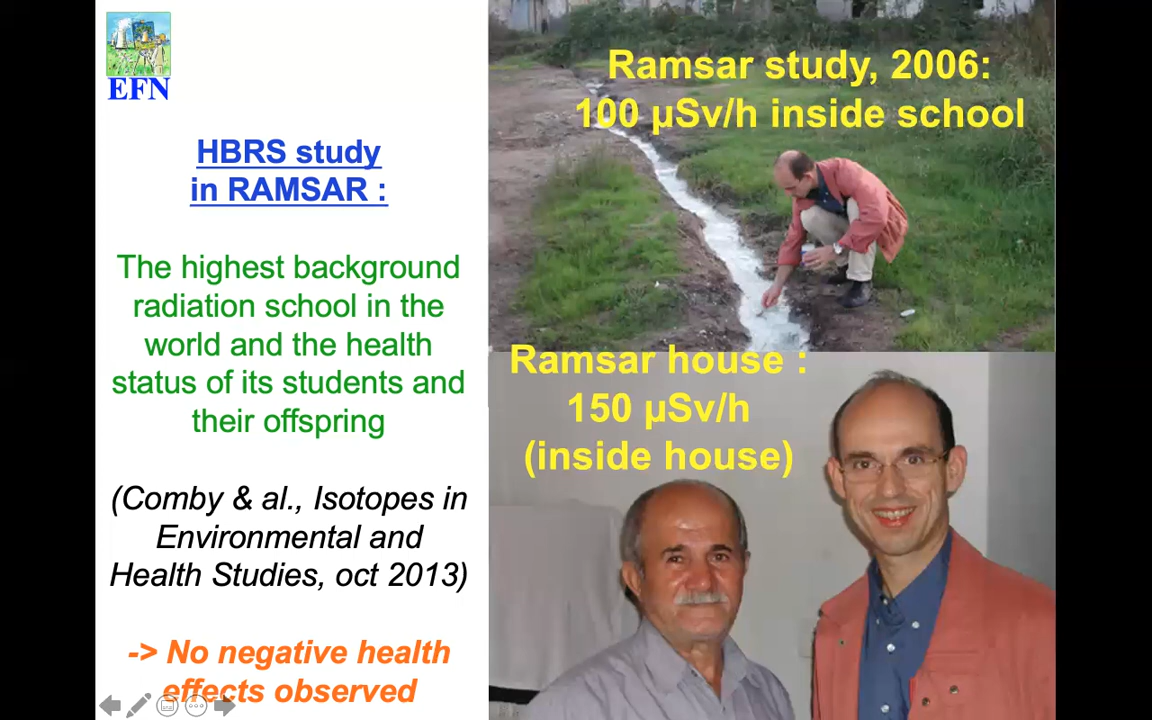 EFN
HBRS study
in RAMSAR :
The highest background
radiation school in the
world and the health
status of its students and
their offspring
(Comby & al., Isotopes in
Environmental and
Health Studies, oct 2013)
-> No negative health
effects observed
Ramsar study, 2006:
100 µSv/h inside school
Ramsar house :
150 µSv/h
(inside house)